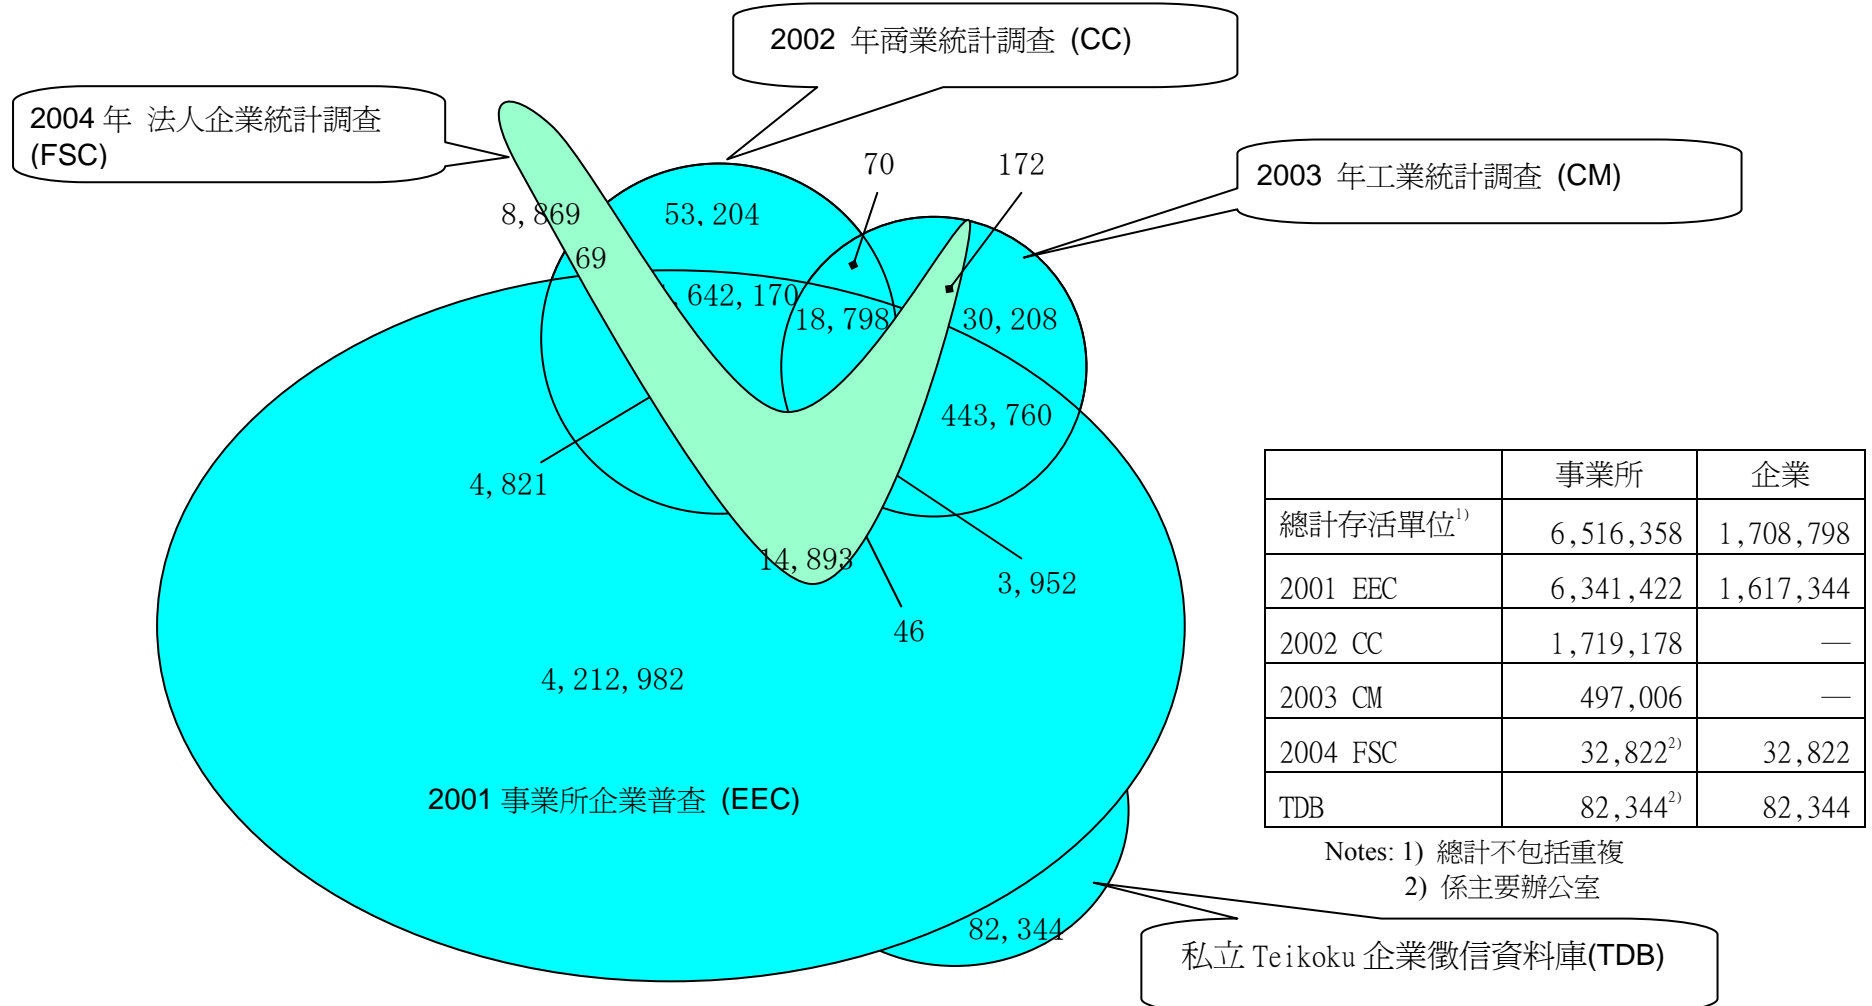 2002 年商業統計調查 (CC)
2004 年 法人企業統計調查
(FSC)
2003 年工業統計調查 (CM)
70
172
8,869
53,204
69
,642,170
18,798
30,208
443,760
4,821
14,893
3,952
46
4,212,982
2001 事業所企業普查 (EEC)
82,344
私立 Teikoku 企業徵信資料庫(TDB)
事業所 企業
總計存活單位1) 6,516,358 1,708,798
2001 EEC 6,341,422 1,617,344
2002 CC 1,719,178 —
2003 CM 497,006 —
2004 FSC 32,8222) 32,822
TDB 82,3442) 82,344
Notes: 1) 總計不包括重複
2) 係主要辦公室